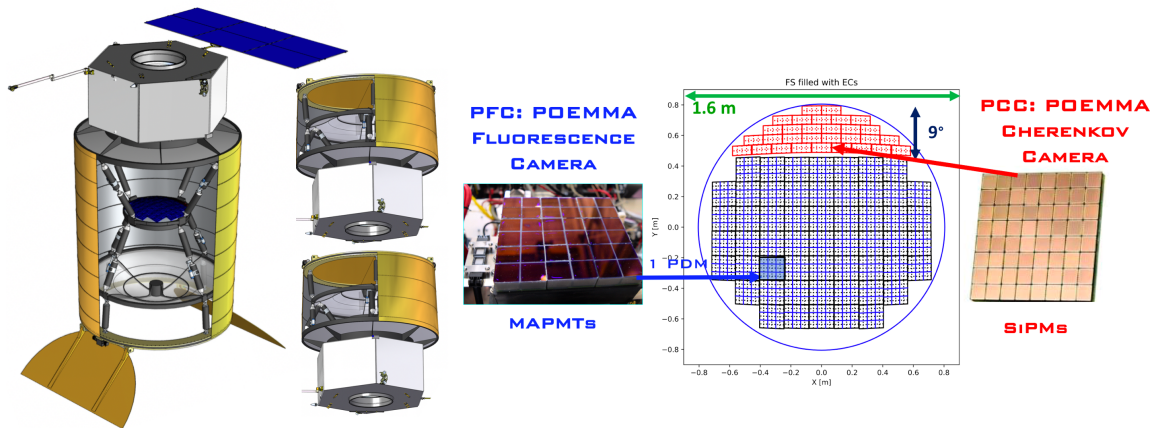 PFC: POEMMA
FLUORESCENCE
CAMERA
MAPMTs
1 PDM
FS filled with ECs
1.6 m
9°
0.8
0.6
0.4
0.2
0.0
−0.2
−0.4
−0.6
−0.8
Y [m]
−0.8 −0.6 −0.4 −0.2 0.0 0.2 0.4 0.6 0.8
X [m]
PCC: POEMMA
CHERENKOV
CAMERA
SiPMs